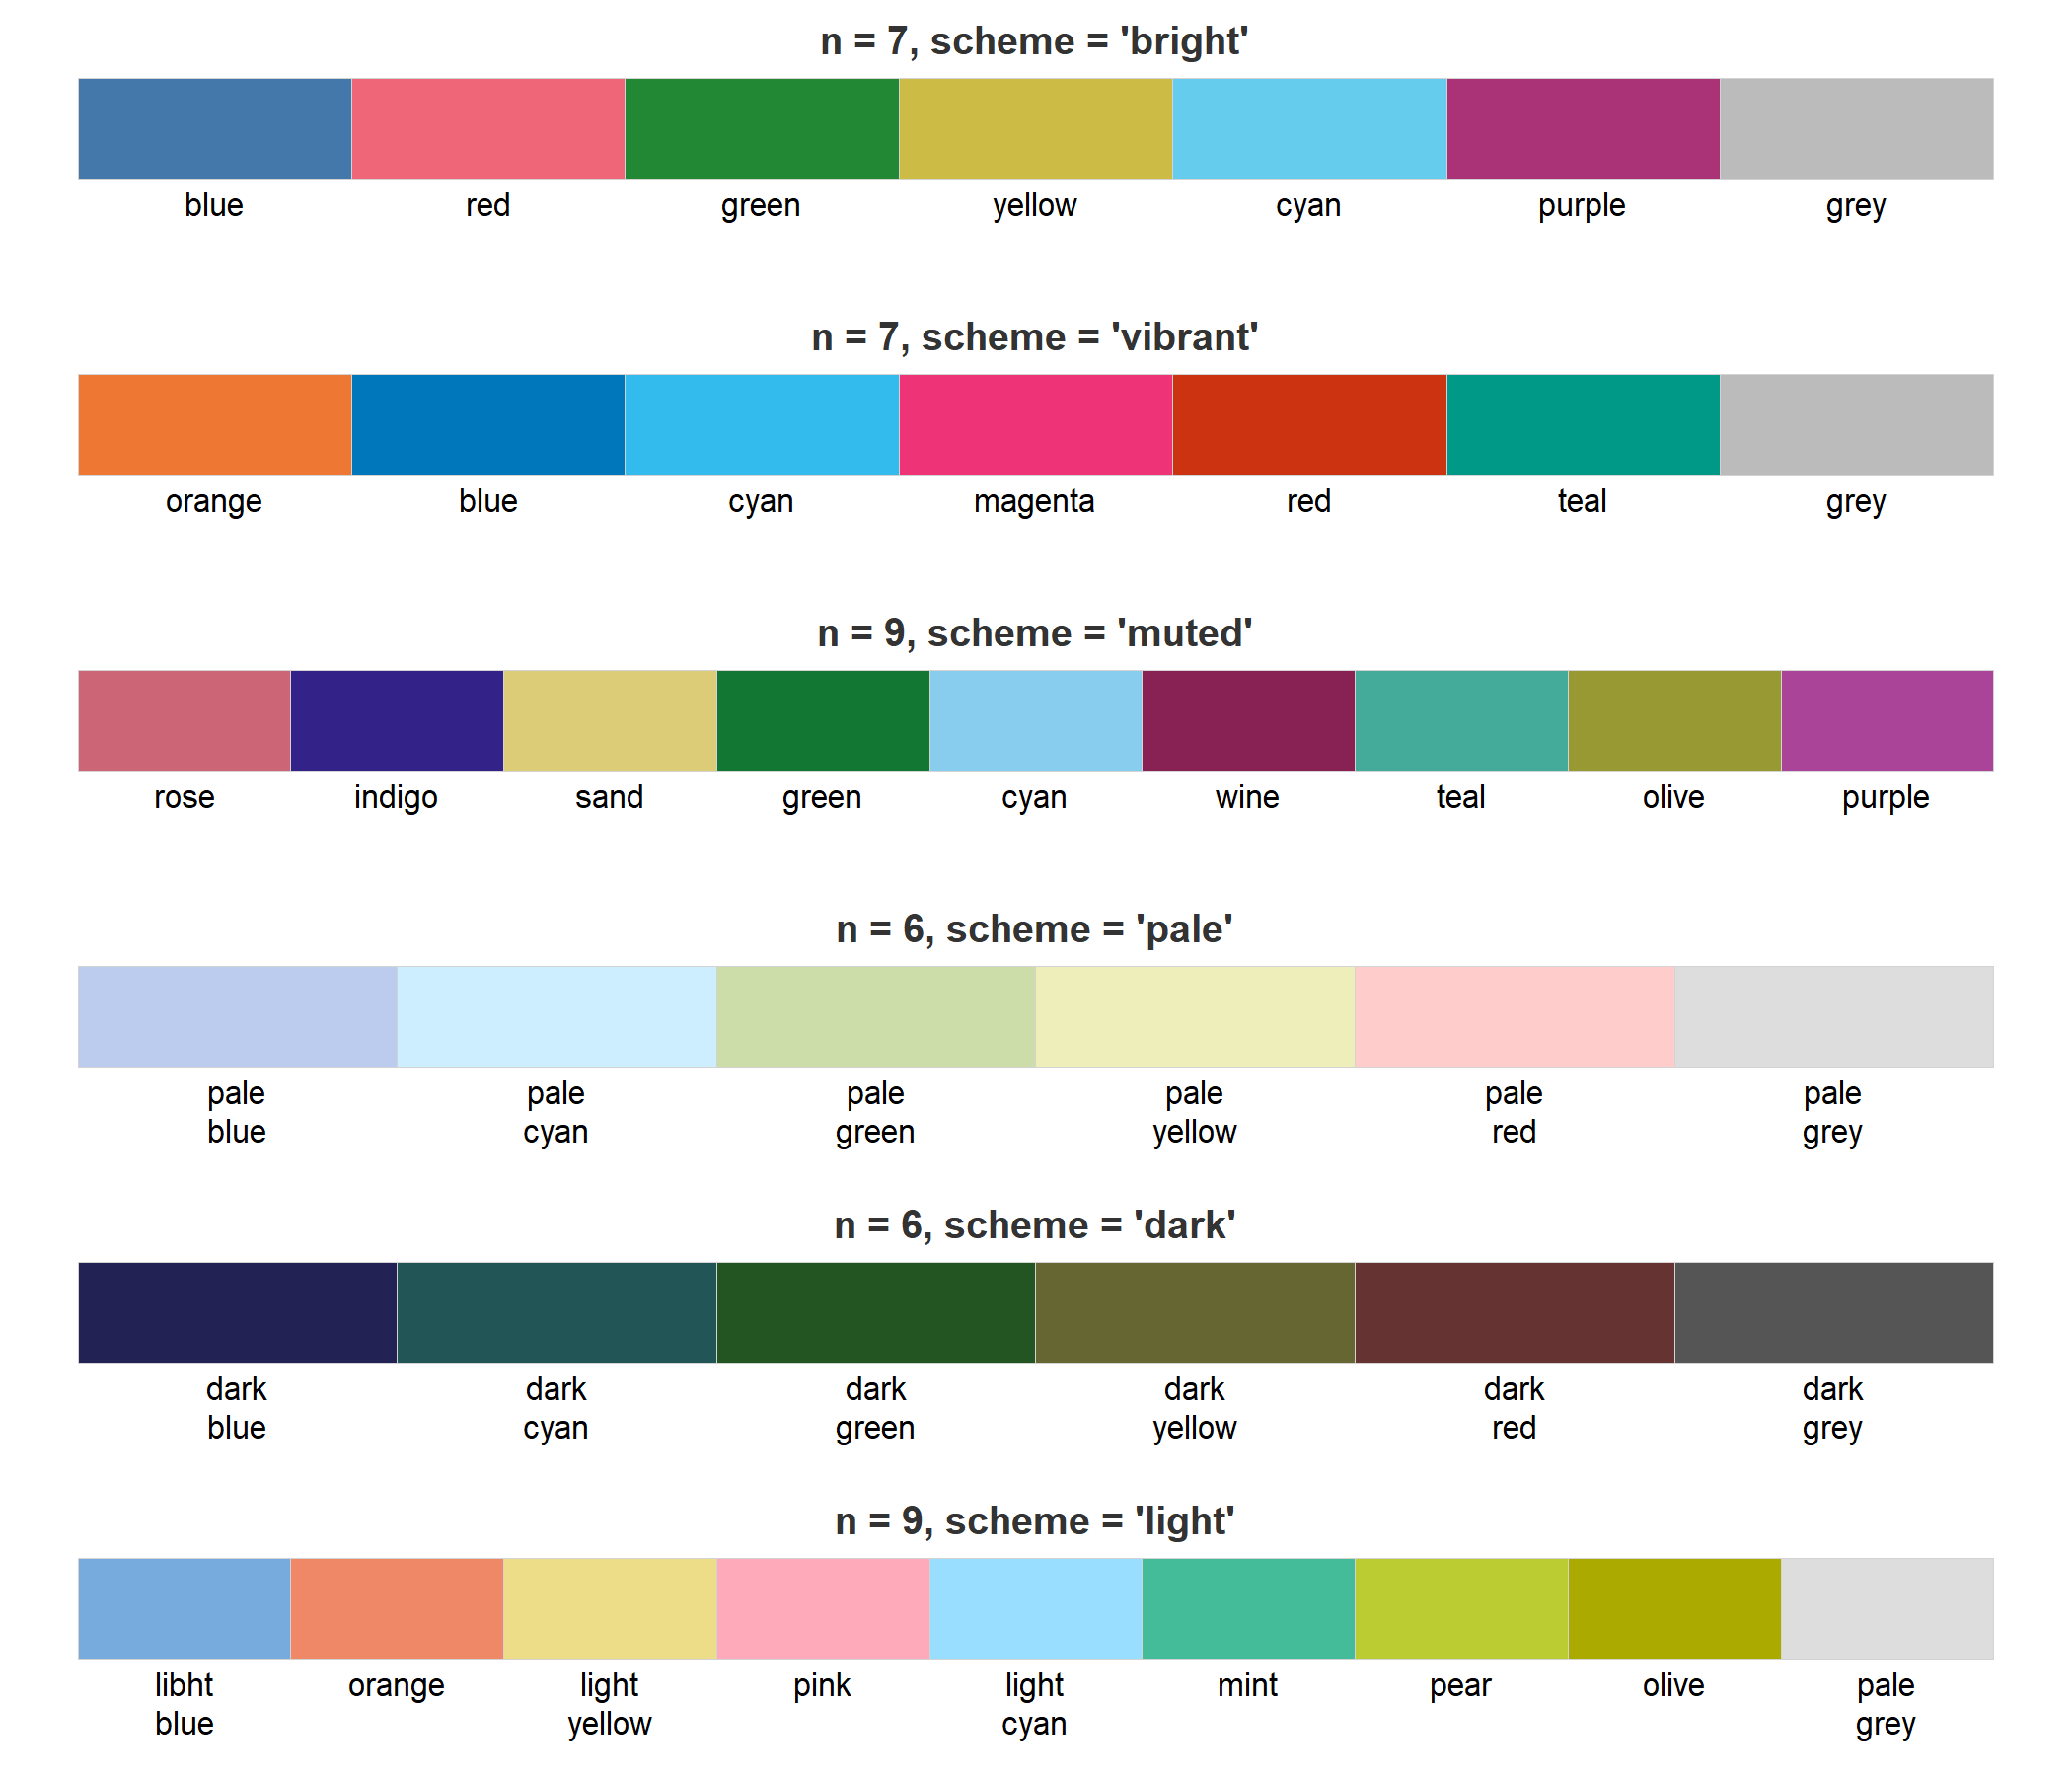 n = 7, scheme = 'bright'
blue red green yellow cyan purple grey
n = 7, scheme = 'vibrant'
orange blue cyan magenta red teal grey
n = 9, scheme = 'muted'
rose indigo sand green cyan wine teal olive purple
n = 6, scheme = 'pale'
pale pale pale pale pale pale
blue cyan green yellow red grey
n = 6, scheme = 'dark'
dark dark dark dark dark dark
blue cyan green yellow red grey
n = 9, scheme = 'light'
libht orange light pink light mint pear olive pale
blue yellow cyan grey